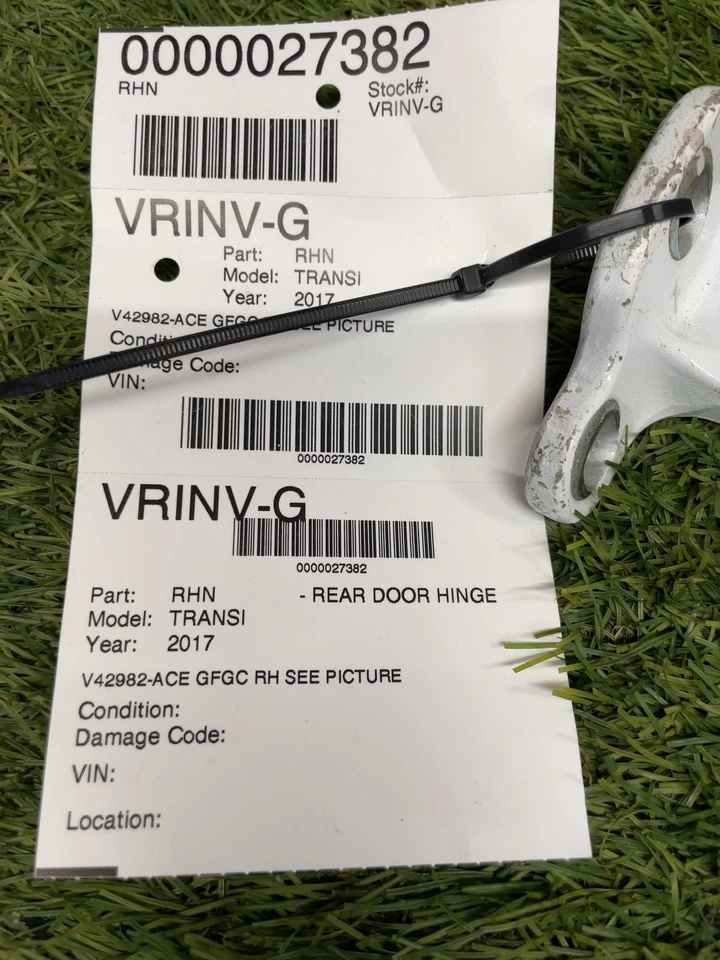 0000027382
RHN
Stock#:
VRINV-G
VRINV-G
Part: RHN
Model: TRANSI
Year: 2017
V42982-ACE GFGC SEE PICTURE
Code:
VIN:
0000027382
VRINV-G
0000027382
Part: RHN - REAR DOOR HINGE
Model: TRANSI
Year: 2017
V42982-ACE GFGC RH SEE PICTURE
Condition:
Damage Code:
VIN:
Location: